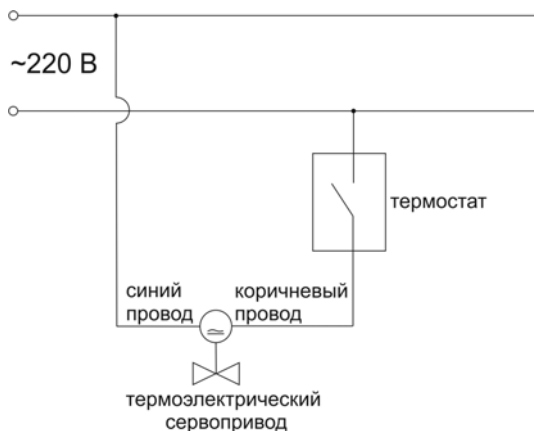 ~220 В
термостат
синий
провод
коричневый
провод
термоэлектрический
сервопривод